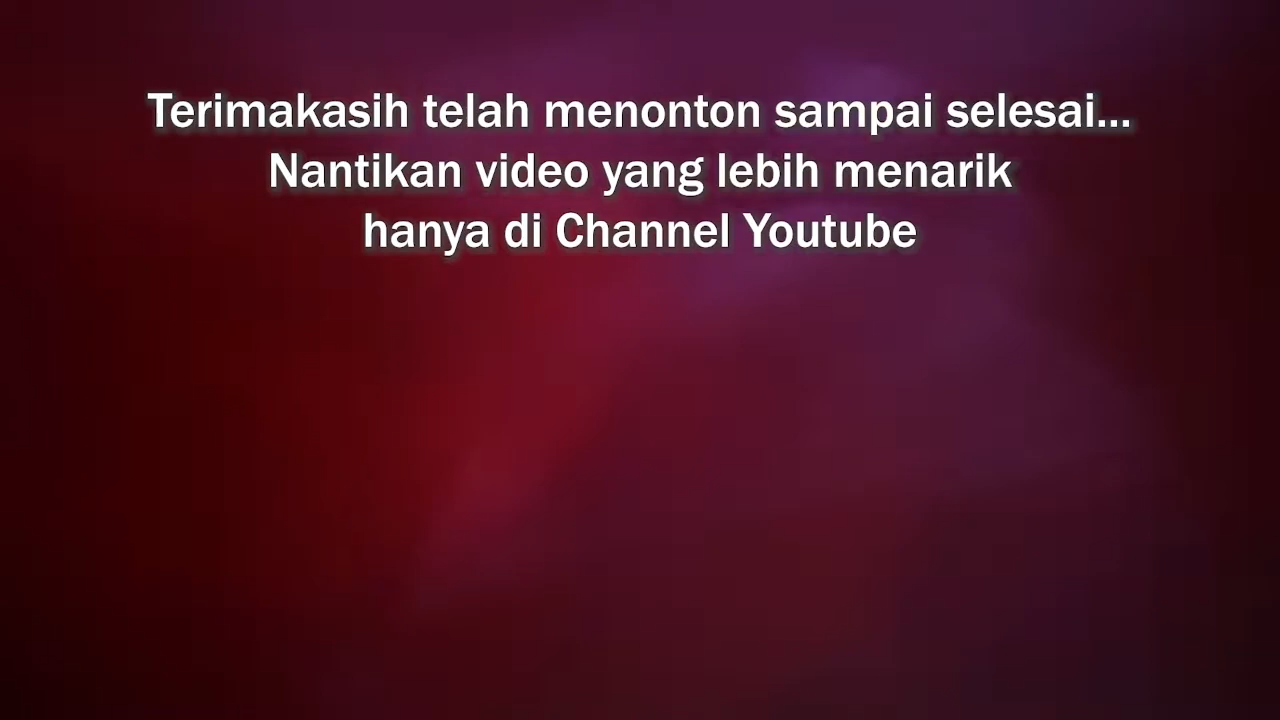 Terimakasih telah menonton sampai selesai...
Nantikan video yang lebih menarik
hanya di Channel Youtube